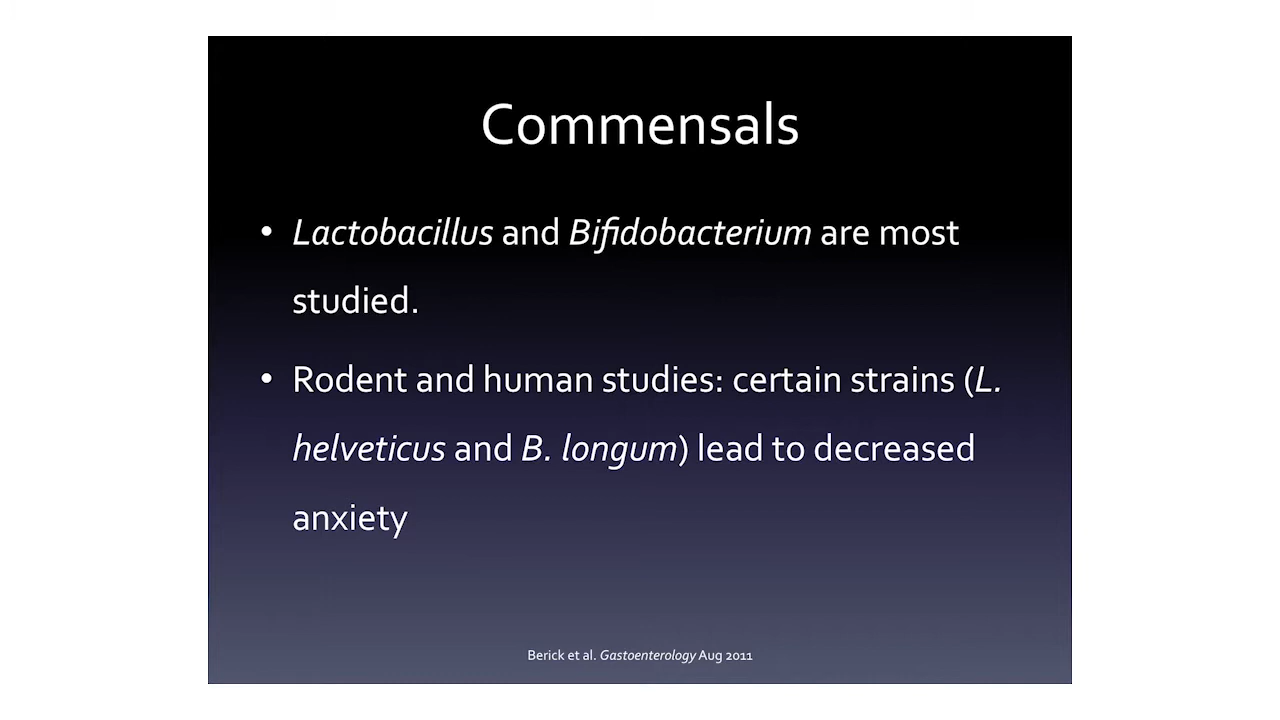 Commensals
• Lactobacillus and Bifidobacterium are most
studied.
• Rodent and human studies: certain strains (L.
helveticus and B. longum) lead to decreased
anxiety
Berick et al. Gastoenterology Aug 2011